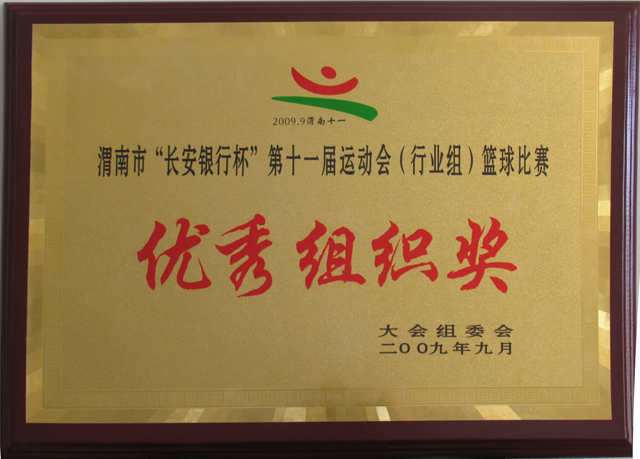 2009.9渭南十一
渭南市“长安银行杯”第十一届运动会（行业组）篮球比赛
优秀组织奖
大会组委会
二OO九年九月